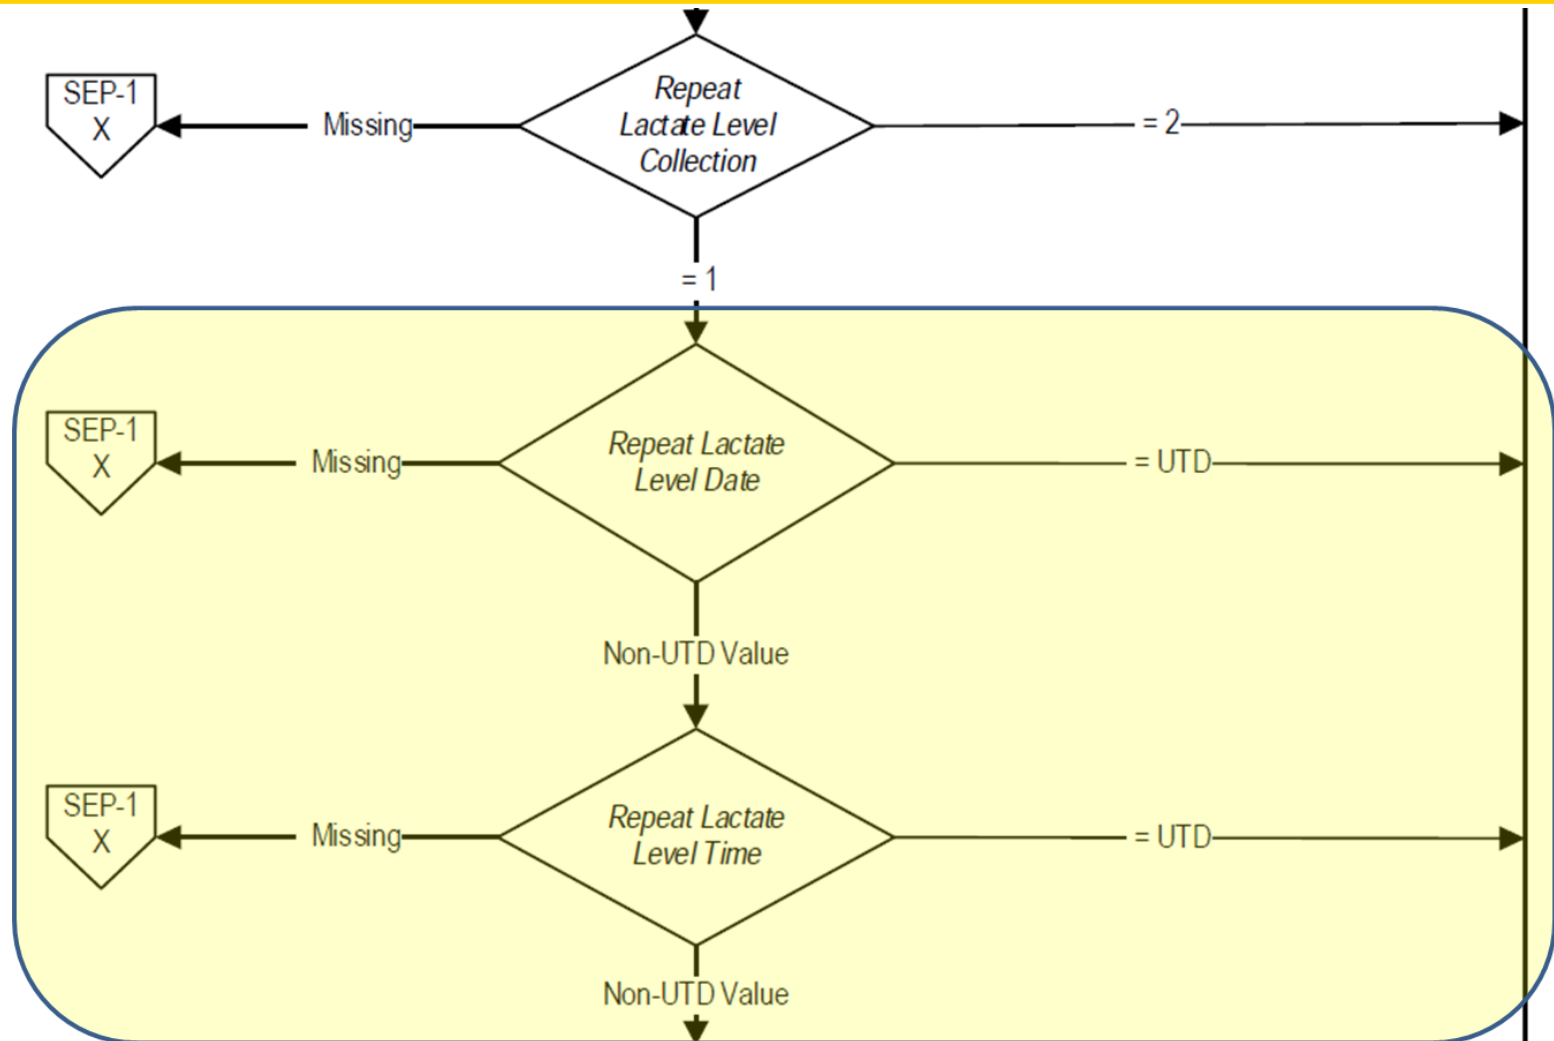 SEP-1
X
Missing
Repeat
Lactate Level
Collection
= 2
= 1
SEP-1
X
Missing
Repeat Lactate
Level Date
= UTD
Non-UTD Value
SEP-1
X
Missing
Repeat Lactate
Level Time
= UTD
Non-UTD Value